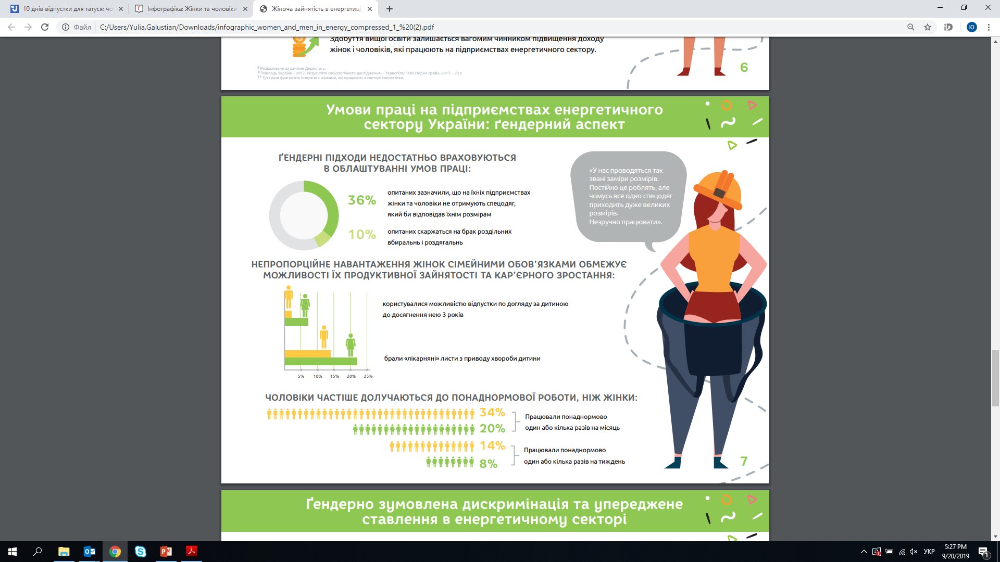 10 днів відпустки для татуся: чо
Інфографіка: Жінки та чоловіки
Жіноча зайнятість в енергетиці
Файл
C:/Users/Yulia.Galustian/Downloads/infographic_women_and_men_in_energy_compressed_1_%20(2).pdf
Ю
Здобуття вищої освіти залишається вагомим чинником підвищення доходу
жінок і чоловіків, які працюють на підприємствах енергетичного сектору.
9 Розраховано за даними Держстату.
10 Молодь України – 2017. Результати соціологічного дослідження. – Тернопіль: ТОВ «Терно-граф», 2017. – 72 с
11 Тут і далі фрагменти інтерв'ю з жінками, які працюють в секторі енергетики.
6
Умови праці на підприємствах енергетичного
сектору України: ґендерний аспект
ҐЕНДЕРНІ ПІДХОДИ НЕДОСТАТНЬО ВРАХОВУЮТЬСЯ
В ОБЛАШТУВАННІ УМОВ ПРАЦІ:
36%
опитаних зазначили, що на їхніх підприємствах
жінки та чоловіки не отримують спецодяг,
який би відповідав їхнім розмірам
10%
опитаних скаржаться на брак роздільних
вбиральнь і роздягальнь
«У нас проводяться так
звані заміри розмірів.
Постійно це роблять, але
чомусь все одно спецодяг
приходить дуже великих
розмірів.
Незручно працювати».
НЕПРОПОРЦІЙНЕ НАВАНТАЖЕННЯ ЖІНОК СІМЕЙНИМИ ОБОВ’ЯЗКАМИ ОБМЕЖУЄ
МОЖЛИВОСТІ ЇХ ПРОДУКТИВНОЇ ЗАЙНЯТОСТІ ТА КАР’ЄРНОГО ЗРОСТАННЯ:
користувалися можливістю відпустки по догляду за дитиною
до досягнення нею 3 років
брали «лікарняні» листи з приводу хвороби дитини
5% 10% 15% 20% 25%
ЧОЛОВІКИ ЧАСТІШЕ ДОЛУЧАЮТЬСЯ ДО ПОНАДНОРМОВОЇ РОБОТИ, НІЖ ЖІНКИ:
34%
20%
Працювали понаднормово
один або кілька разів на місяць
14%
8%
Працювали понаднормово
один або кілька разів на тиждень
7
Ґендерно зумовлена дискримінація та упереджене
ставлення в енергетичному секторі
УКР
5:27 PM
9/20/2019
1